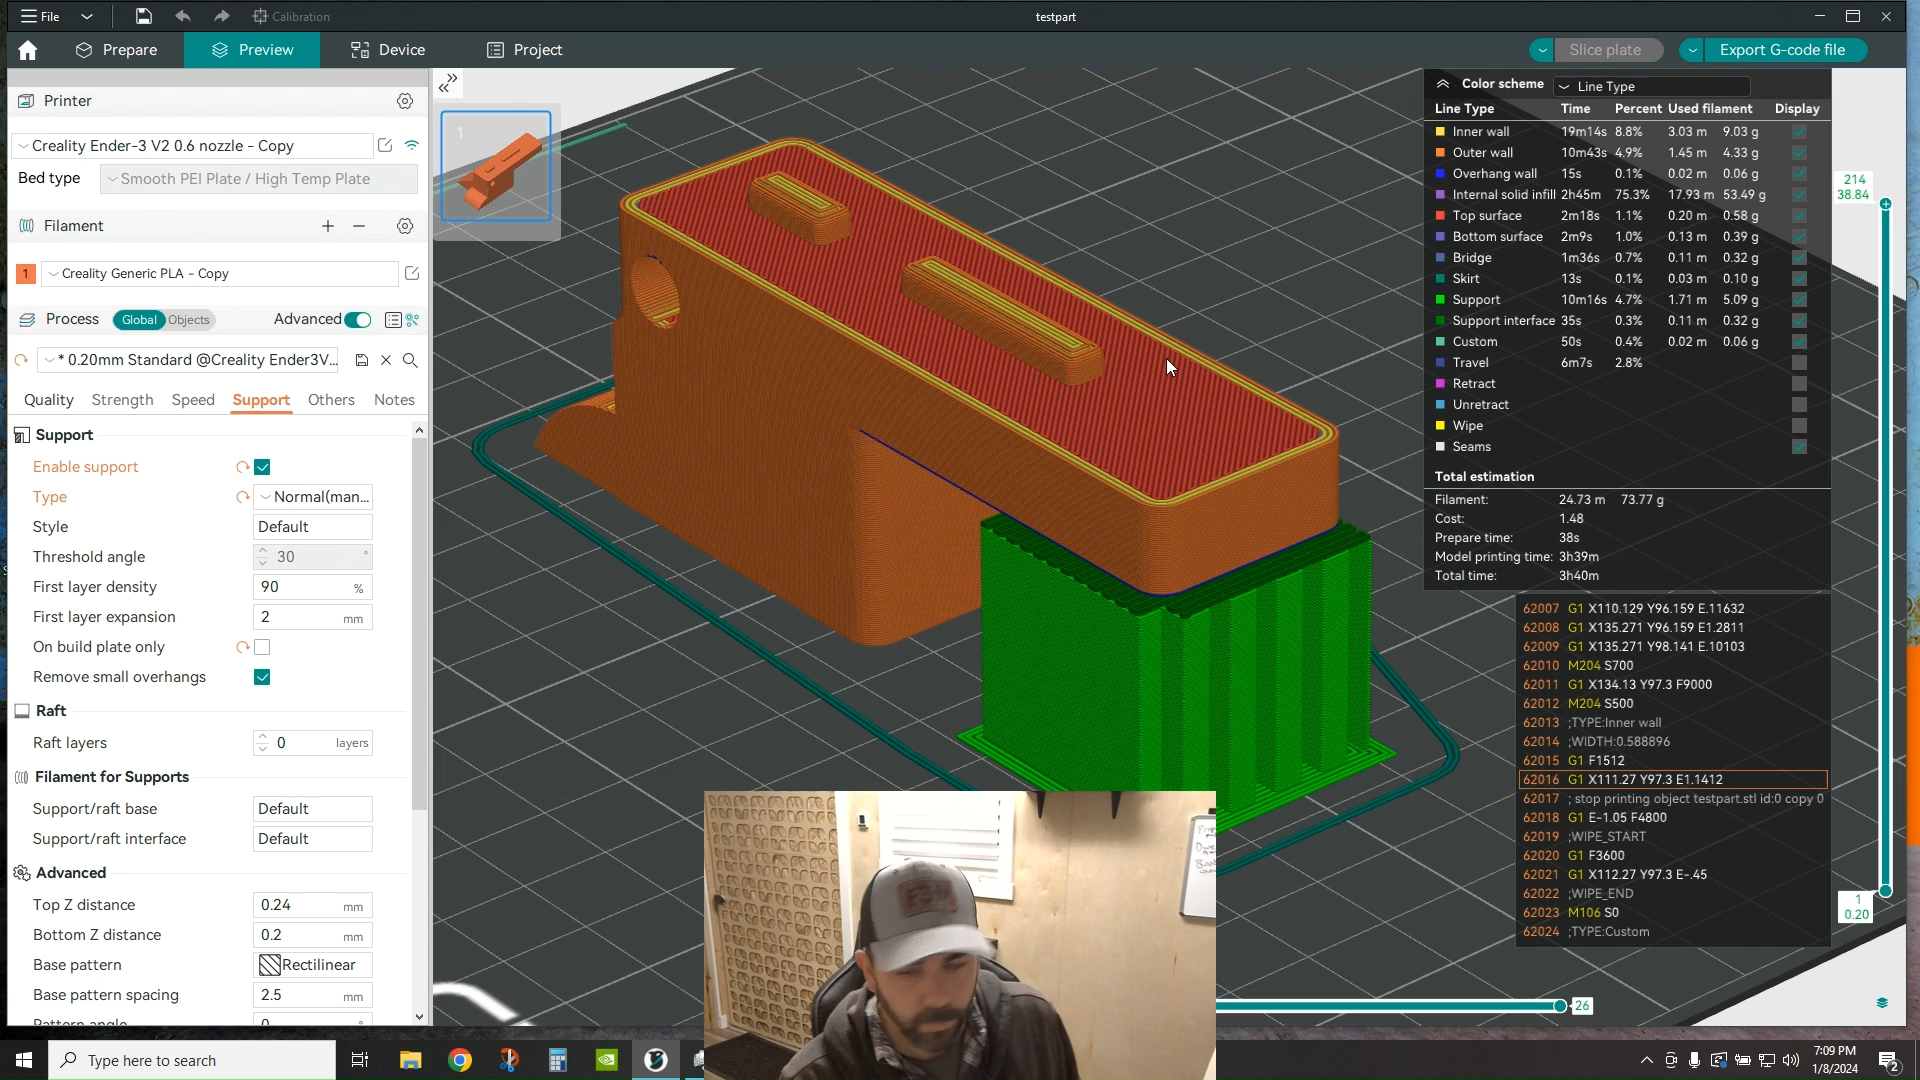 File
Calibration
testpart
Prepare
Preview
Device
Project
Slice plate
Export G-code file
Printer
Creality Ender-3 V2 0.6 nozzle - Copy
Bed type
Smooth PEI Plate / High Temp Plate
Filament
1
Creality Generic PLA - Copy
Process
Global
Objects
Advanced
* 0.20mm Standard @Creality Ender3V...
Quality
Strength
Speed
Support
Others
Notes
Support
Enable support
Type
Normal(man...
Style
Default
Threshold angle
30 °
First layer density
90 %
First layer expansion
2 mm
On build plate only
Remove small overhangs
Raft
Raft layers
0 layers
Filament for Supports
Support/raft base
Default
Support/raft interface
Default
Advanced
Top Z distance
0.24 mm
Bottom Z distance
0.2 mm
Base pattern
Rectilinear
Base pattern spacing
2.5 mm
Pattern angle
0
1
Color scheme
Line Type
Line Type Time Percent Used filament Display
Inner wall 19m14s 8.8% 3.03 m 9.03 g
Outer wall 10m43s 4.9% 1.45 m 4.33 g
Overhang wall 15s 0.1% 0.02 m 0.06 g
Internal solid infill 2h45m 75.3% 17.93 m 53.49 g
Top surface 2m18s 1.1% 0.20 m 0.58 g
Bottom surface 2m9s 1.0% 0.13 m 0.39 g
Bridge 1m36s 0.7% 0.11 m 0.32 g
Skirt 13s 0.1% 0.03 m 0.10 g
Support 10m16s 4.7% 1.71 m 5.09 g
Support interface 35s 0.3% 0.11 m 0.32 g
Custom 50s 0.4% 0.02 m 0.06 g
Travel 6m7s 2.8%
Retract
Unretract
Wipe
Seams
Total estimation
Filament: 24.73 m 73.77 g
Cost: 1.48
Prepare time: 38s
Model printing time: 3h39m
Total time: 3h40m
214
38.84
62007 G1 X110.129 Y96.159 E.11632
62008 G1 X135.271 Y96.159 E1.2811
62009 G1 X135.271 Y98.141 E.10103
62010 M204 S700
62011 G1 X134.13 Y97.3 F9000
62012 M204 S500
62013 ;TYPE:Inner wall
62014 ;WIDTH:0.588896
62015 G1 F1512
62016 G1 X111.27 Y97.3 E1.1412
62017 ; stop printing object testpart.stl id:0 copy 0
62018 G1 E-1.05 F4800
62019 ;WIPE_START
62020 G1 F3600
62021 G1 X112.27 Y97.3 E-.45
62022 ;WIPE_END
62023 M106 S0
62024 ;TYPE:Custom
1
0.20
26
Type here to search
7:09 PM
1/8/2024
2